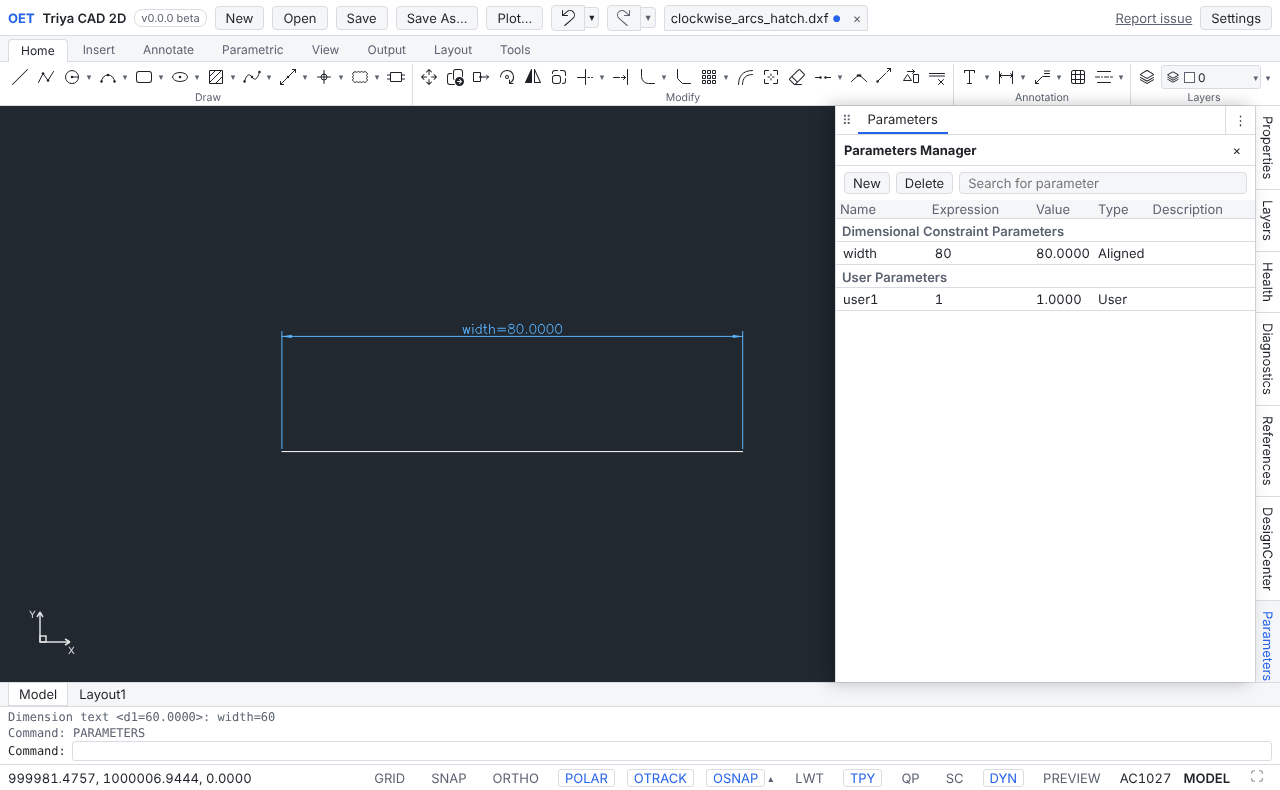 OET Triya CAD 2D v0.0.0 beta New Open Save Save As... Plot... clockwise_arcs_hatch.dxf × Report issue Settings
Home Insert Annotate Parametric View Output Layout Tools
0
Draw Modify Annotation Layers
Parameters
Parameters Manager ×
New Delete Search for parameter
Name Expression Value Type Description
Dimensional Constraint Parameters
width 80 80.0000 Aligned
User Parameters
user1 1 1.0000 User
Properties
Layers
Health
Diagnostics
References
DesignCenter
Parameters
width=80.0000
Y
X
Model Layout1
Dimension text <d1=60.0000>: width=60
Command: PARAMETERS
Command:
999981.4757, 1000006.9444, 0.0000 GRID SNAP ORTHO POLAR OTRACK OSNAP LWT TPY QP SC DYN PREVIEW AC1027 MODEL